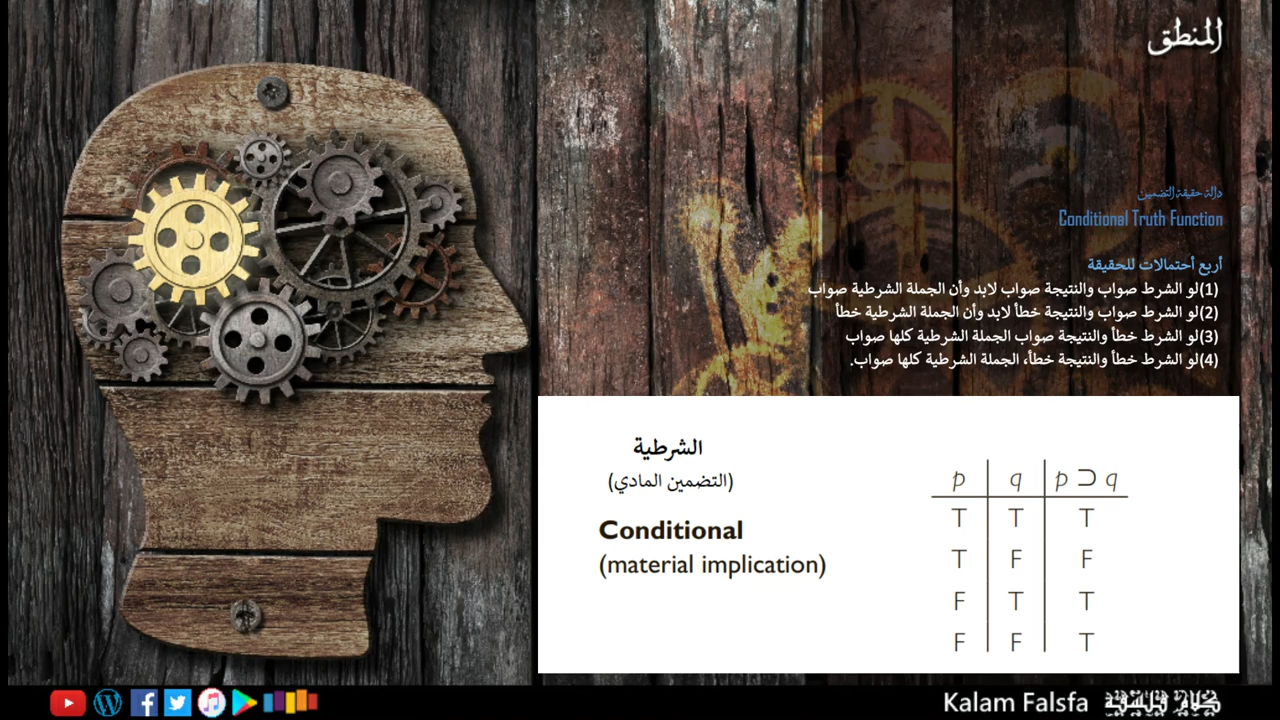 المنطق
دالة حقيقة التضمين
Conditional Truth Function
أربع أحتمالات للحقيقة
(1)لو الشرط صواب والنتيجة صواب لابد وأن الجملة الشرطية صواب
(2)لو الشرط صواب والنتيجة خطأ لابد وأن الجملة الشرطية خطأ
(3)لو الشرط خطأ والنتيجة صواب الجملة الشرطية كلها صواب
(4)لو الشرط خطأ والنتيجة خطأ، الجملة الشرطية كلها صواب.
الشرطية
(التضمين المادي)
Conditional
(material implication)
p q p ⊃ q
T T T
T F F
F T T
F F T
Kalam Falsfa كلام فلسفة